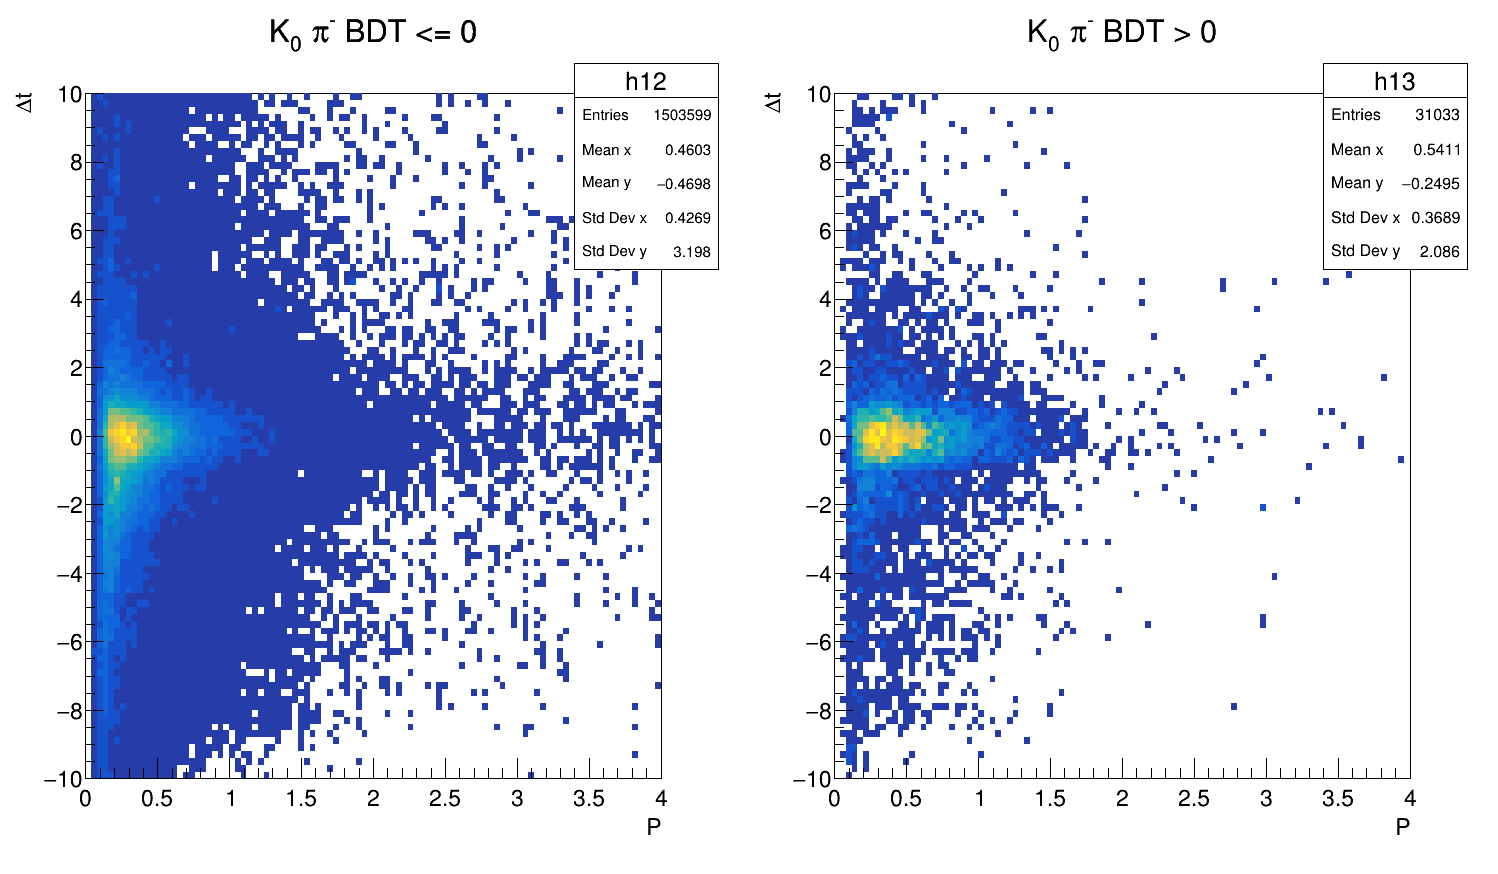 K0 π- BDT <= 0
h12
Entries 1503599
Mean x 0.4603
Mean y −0.4698
Std Dev x 0.4269
Std Dev y 3.198
Δt
10
8
6
4
2
0
−2
−4
−6
−8
−10
0 0.5 1 1.5 2 2.5 3 3.5 4
P
K0 π- BDT > 0
h13
Entries 31033
Mean x 0.5411
Mean y −0.2495
Std Dev x 0.3689
Std Dev y 2.086
Δt
10
8
6
4
2
0
−2
−4
−6
−8
−10
0 0.5 1 1.5 2 2.5 3 3.5 4
P